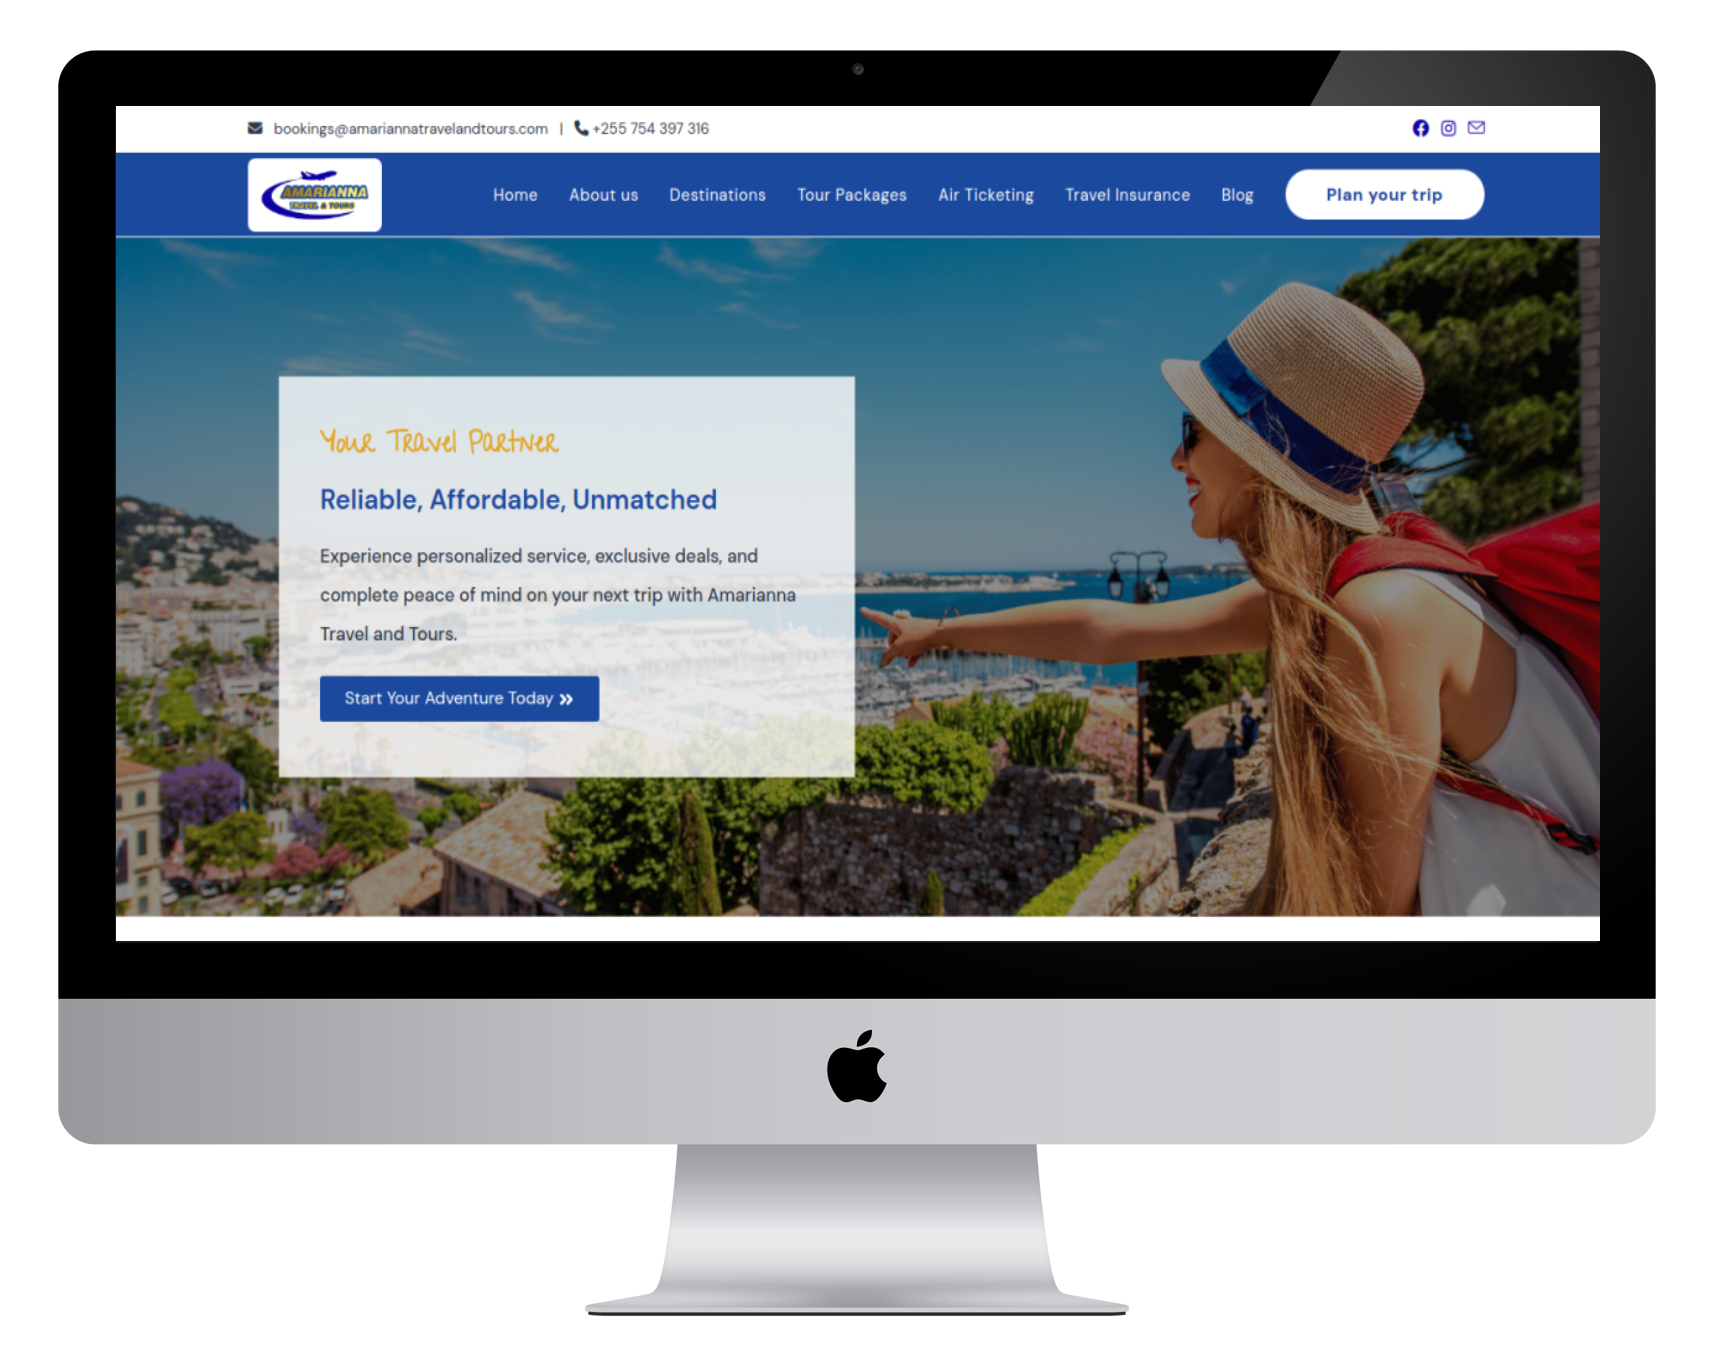 bookings@amariannatravelandtours.com | +255 754 397 316
AMARIANNA
TRAVEL & TOURS
Home About us Destinations Tour Packages Air Ticketing Travel Insurance Blog Plan your trip
Your Travel Partner
Reliable, Affordable, Unmatched
Experience personalized service, exclusive deals, and
complete peace of mind on your next trip with Amarianna
Travel and Tours.
Start Your Adventure Today »